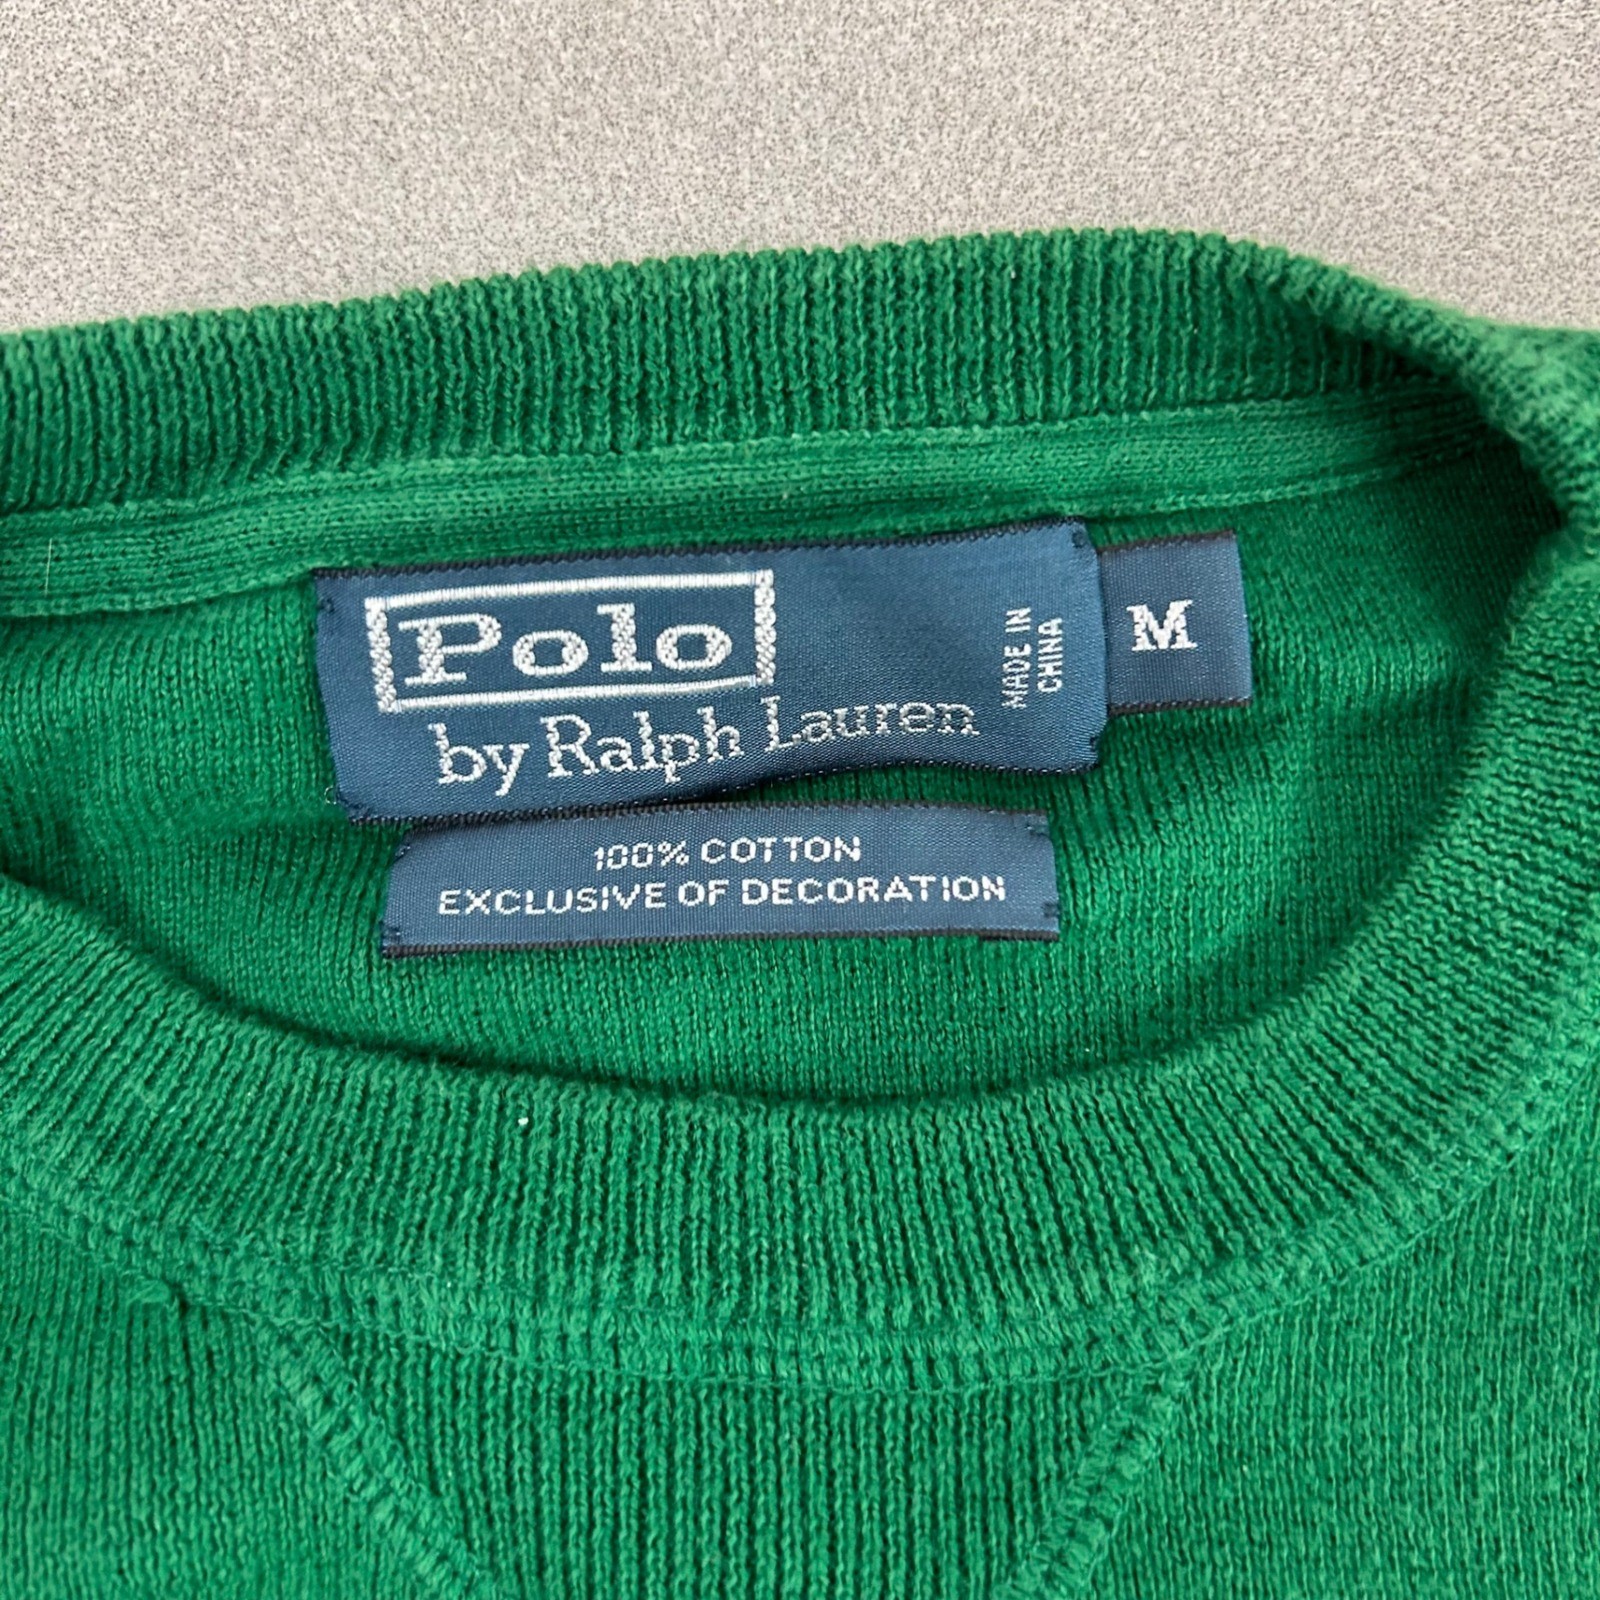 Polo
by Ralph Lauren
MADE IN
CHINA
M
100% COTTON
EXCLUSIVE OF DECORATION